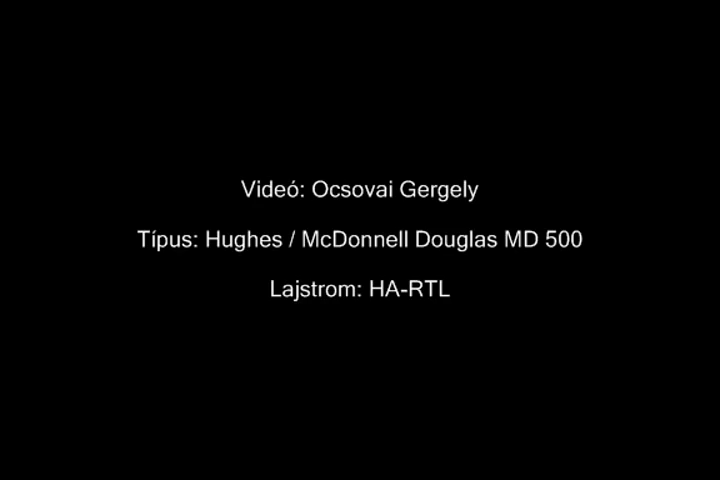 Videó: Ocsovai Gergely
Típus: Hughes / McDonnell Douglas MD 500
Lajstrom: HA-RTL